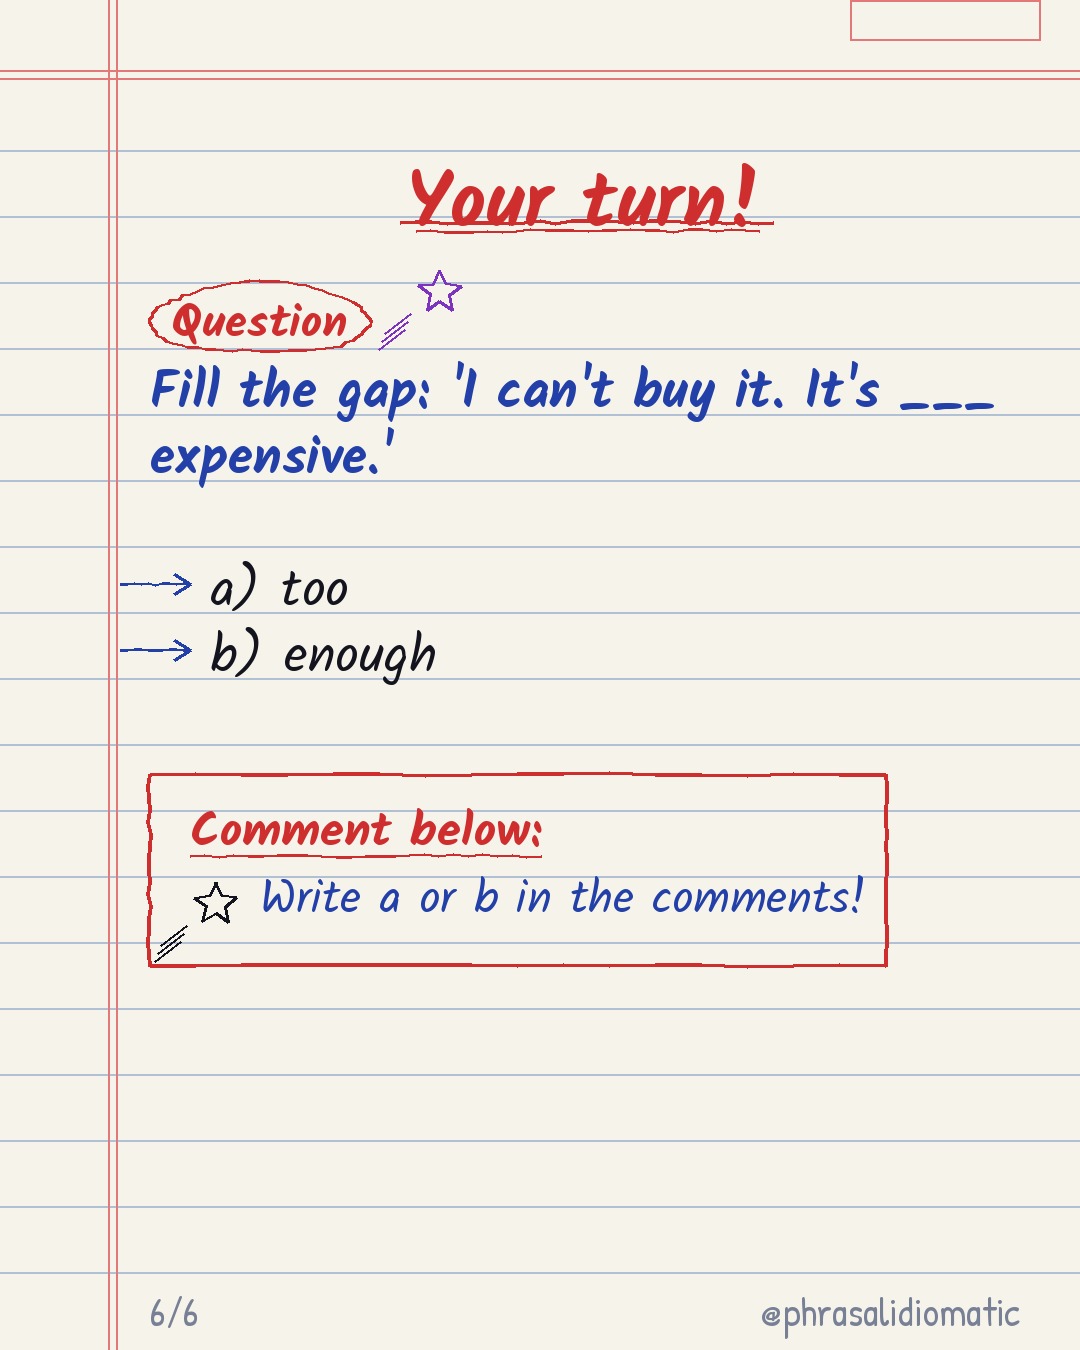 Your turn!
Question
Fill the gap: 'I can't buy it. It's ___
expensive.'
a) too
b) enough
Comment below:
Write a or b in the comments!
6/6
@phrasalidiomatic